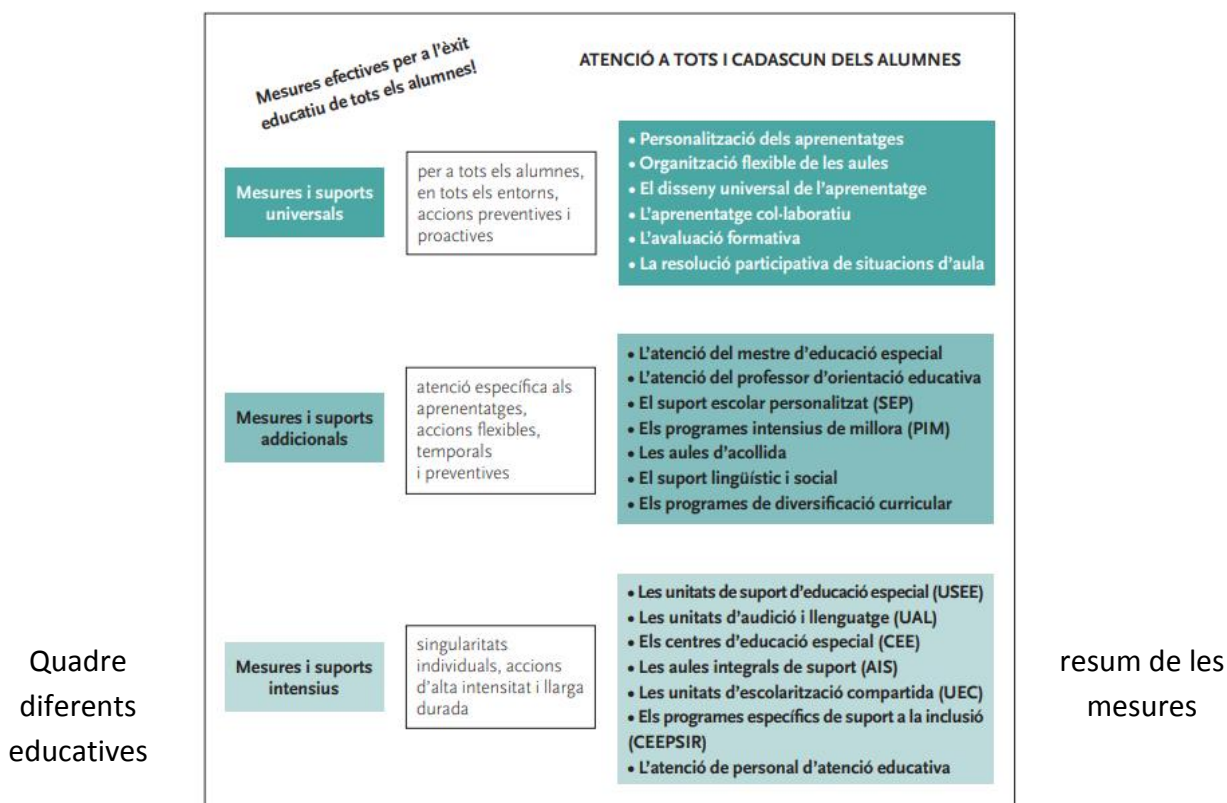 Mesures efectives per a l'èxit
educatiu de tots els alumnes!
ATENCIÓ A TOTS I CADASCUN DELS ALUMNES
Mesures i suports
universals
per a tots els alumnes,
en tots els entorns,
accions preventives i
proactives
• Personalització dels aprenentatges
• Organització flexible de les aules
• El disseny universal de l'aprenentatge
• L'aprenentatge col·laboratiu
• L'avaluació formativa
• La resolució participativa de situacions d'aula
Mesures i suports
addicionals
atenció específica als
aprenentatges,
accions flexibles,
temporals
i preventives
• L'atenció del mestre d'educació especial
• L'atenció del professor d'orientació educativa
• El suport escolar personalitzat (SEP)
• Els programes intensius de millora (PIM)
• Les aules d'acollida
• El suport lingüístic i social
• Els programes de diversificació curricular
Mesures i suports
intensius
singularitats
individuals, accions
d'alta intensitat i llarga
durada
• Les unitats de suport d'educació especial (USEE)
• Les unitats d'audició i llenguatge (UAL)
• Els centres d'educació especial (CEE)
• Les aules integrals de suport (AIS)
• Les unitats d'escolarització compartida (UEC)
• Els programes específics de suport a la inclusió
(CEEPSIR)
• L'atenció de personal d'atenció educativa
Quadre resum de les
diferents mesures
educatives